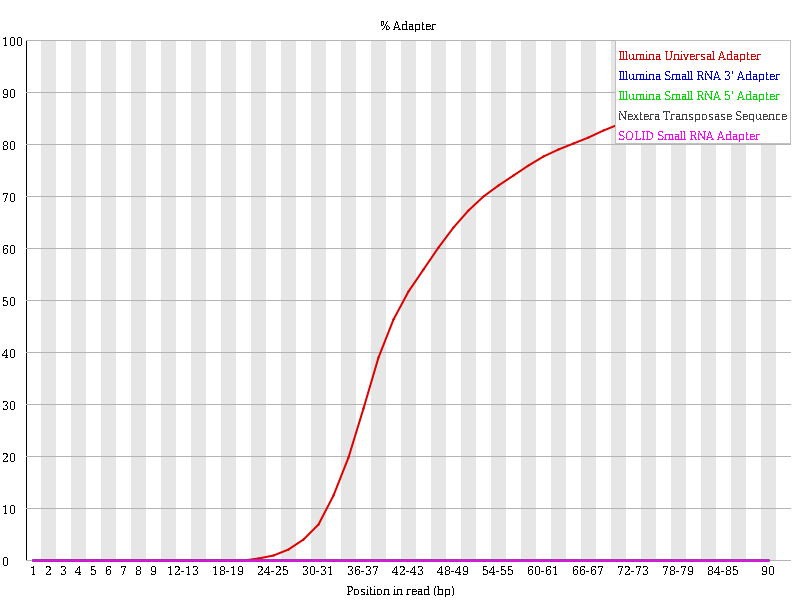 % Adapter
100
90
80
70
60
50
40
30
20
10
0
Illumina Universal Adapter
Illumina Small RNA 3' Adapter
Illumina Small RNA 5' Adapter
Nextera Transposase Sequence
SOLID Small RNA Adapter
1 2 3 4 5 6 7 8 9 12-13 18-19 24-25 30-31 36-37 42-43 48-49 54-55 60-61 66-67 72-73 78-79 84-85 90
Position in read (bp)